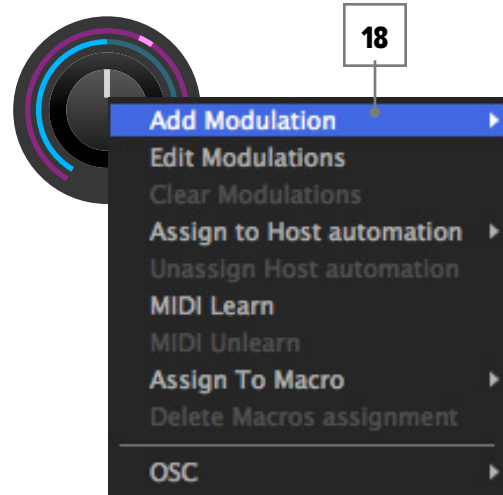 18
Add Modulation
Edit Modulations
Clear Modulations
Assign to Host automation
Unassign Host automation
MIDI Learn
MIDI Unlearn
Assign To Macro
Delete Macros assignment
OSC